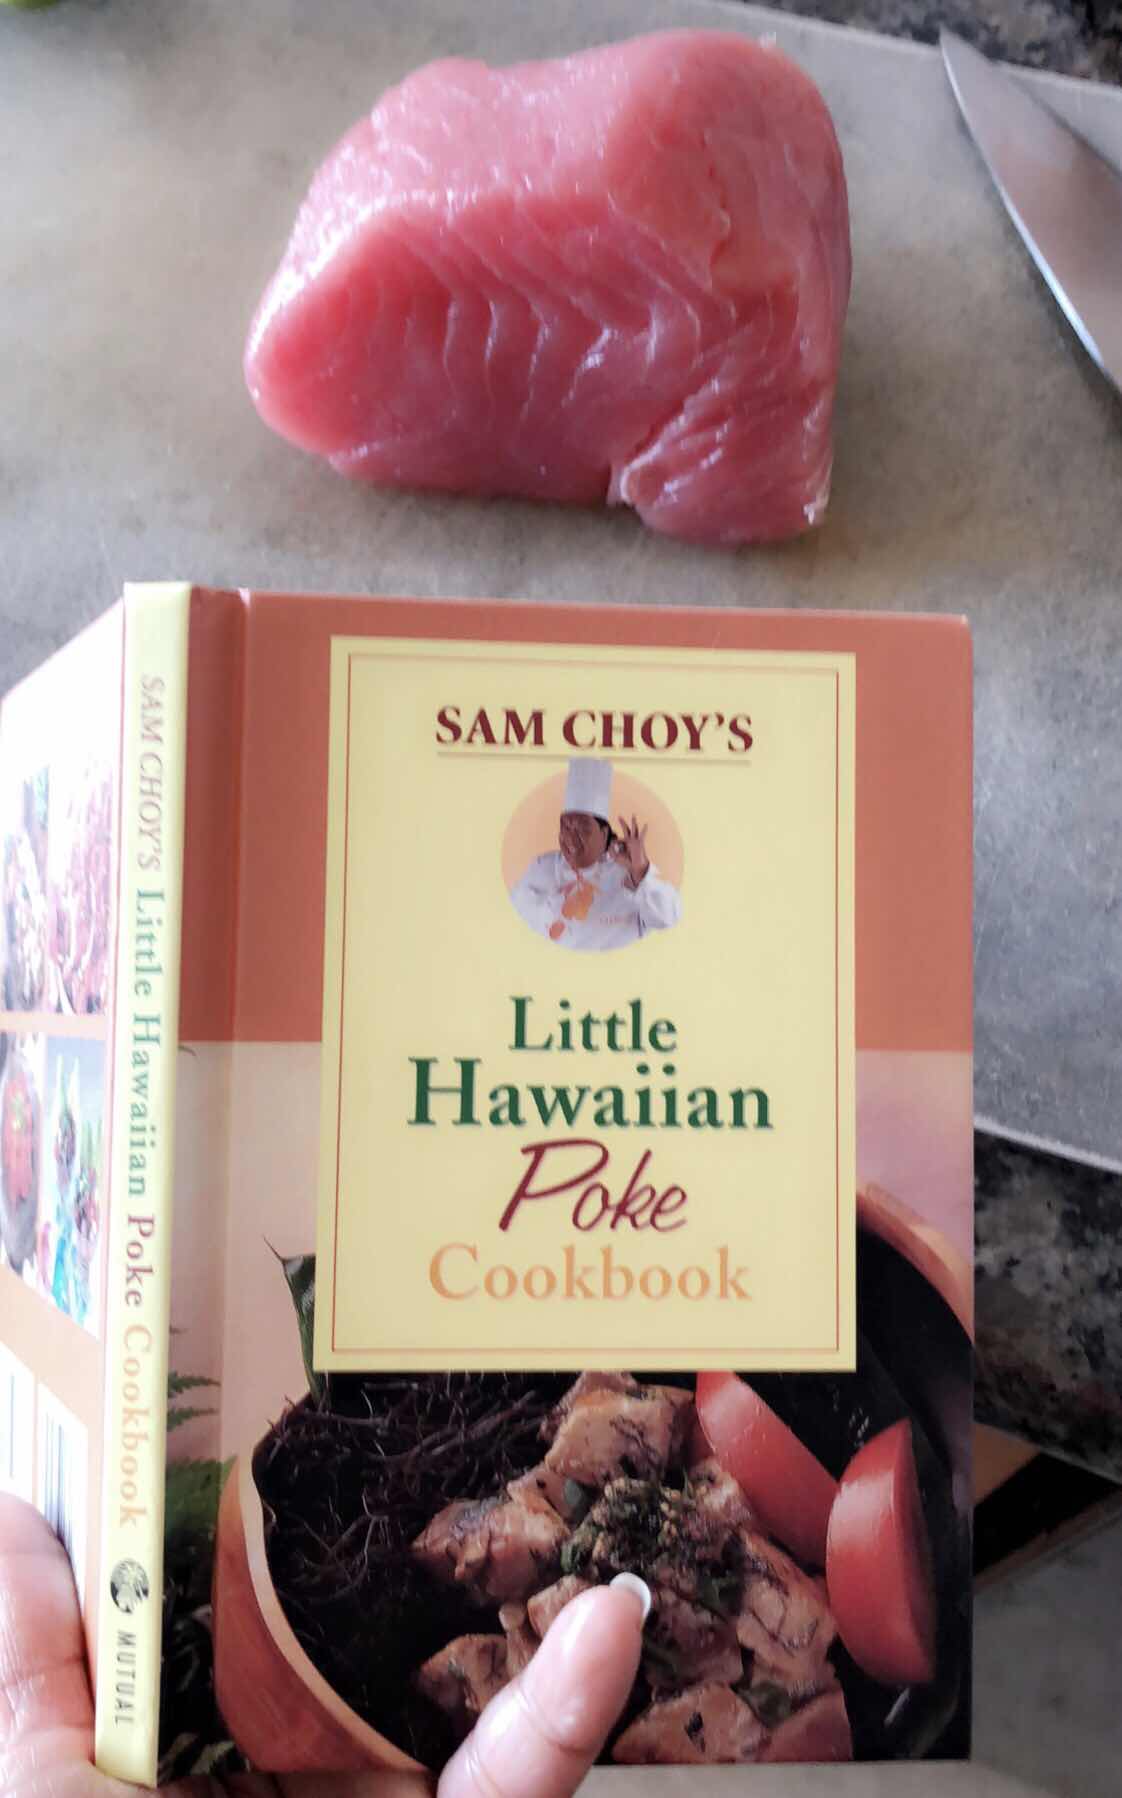 SAM CHOY'S
Little
Hawaiian
Poke
Cookbook
SAM CHOY'S Little Hawaiian Poke Cookbook
MUTUAL